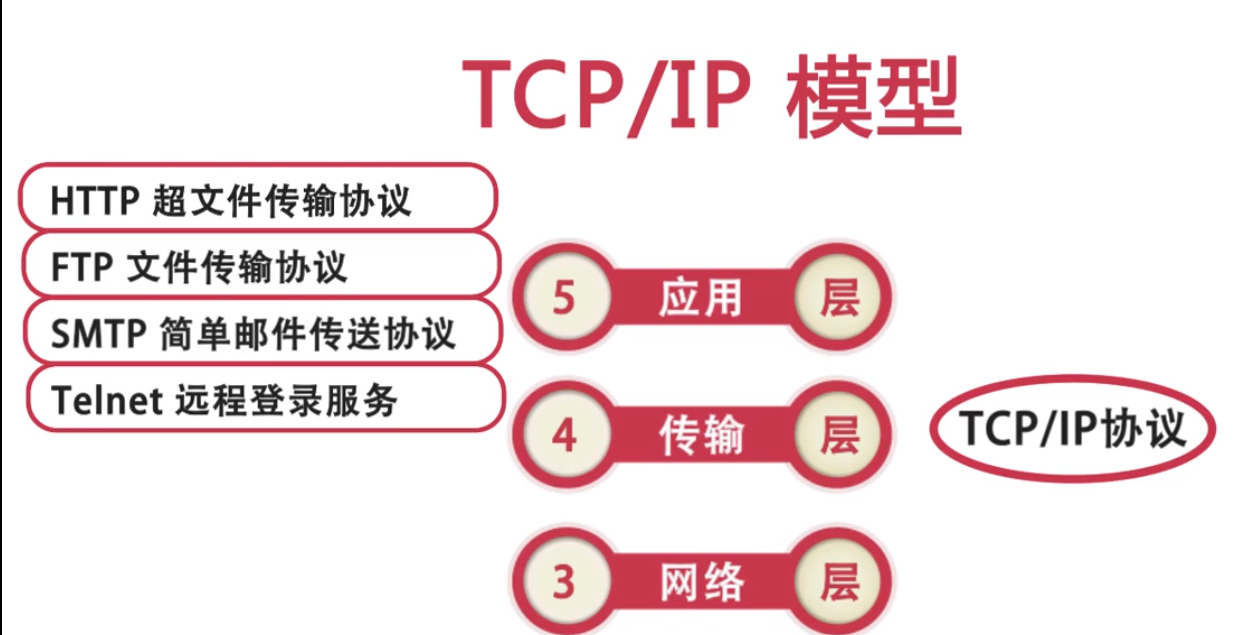 TCP/IP 模型
HTTP 超文件传输协议
FTP 文件传输协议
SMTP 简单邮件传送协议
Telnet 远程登录服务
5 应用 层
4 传输 层
TCP/IP协议
3 网络 层